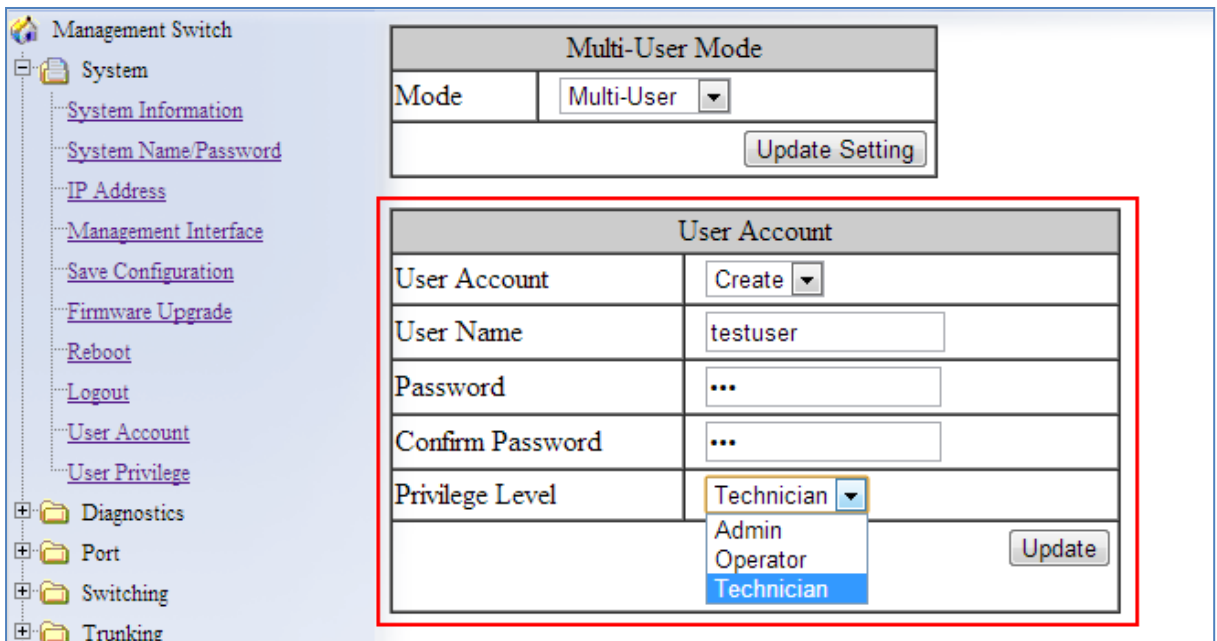 Management Switch
System
System Information
System Name/Password
IP Address
Management Interface
Save Configuration
Firmware Upgrade
Reboot
Logout
User Account
User Privilege
Diagnostics
Port
Switching
Trunking
Multi-User Mode
Mode Multi-User
Update Setting
User Account
User Account Create
User Name testuser
Password •••
Confirm Password •••
Privilege Level Technician
Admin
Operator
Technician
Update